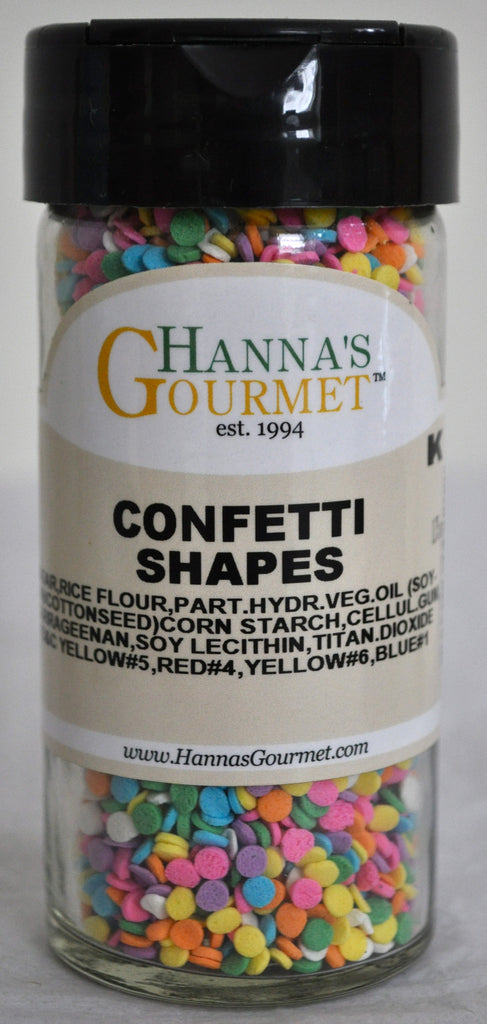 HANNA'S
GOURMET™
est. 1994
K
CONFETTI
SHAPES
AR,RICE FLOUR,PART.HYDR.VEG.OIL (SOY-
COTTONSEED)CORN STARCH,CELLUL.GUM,
RAGEENAN,SOY LECITHIN,TITAN.DIOXIDE
&C YELLOW#5,RED#4,YELLOW#6,BLUE#1
www.HannasGourmet.com